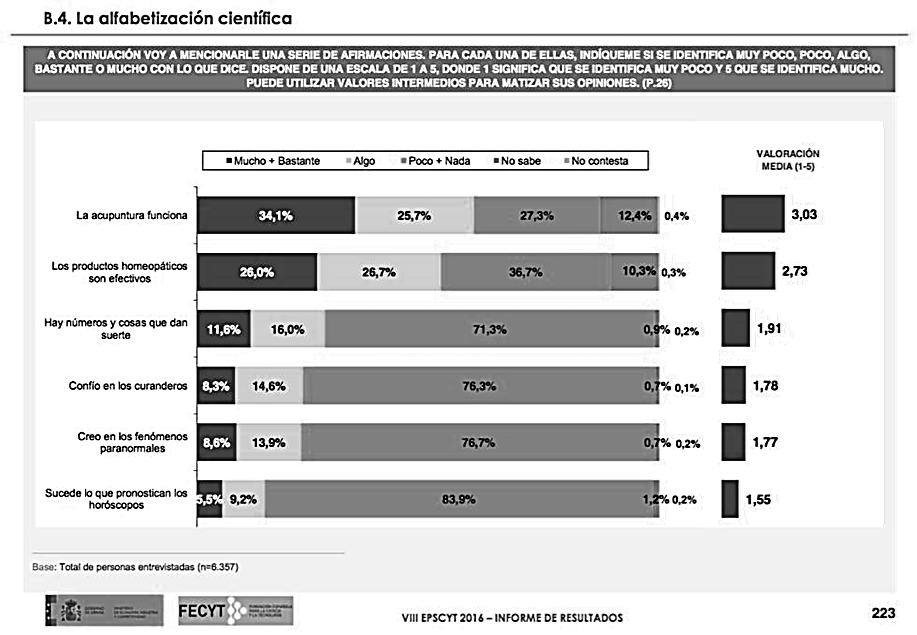 B.4. La alfabetización científica
A CONTINUACIÓN VOY A MENCIONARLE UNA SERIE DE AFIRMACIONES. PARA CADA UNA DE ELLAS, INDÍQUEME SI SE IDENTIFICA MUY POCO, POCO, ALGO,
BASTANTE O MUCHO CON LO QUE DICE. DISPONE DE UNA ESCALA DE 1 A 5, DONDE 1 SIGNIFICA QUE SE IDENTIFICA MUY POCO Y 5 QUE SE IDENTIFICA MUCHO.
PUEDE UTILIZAR VALORES INTERMEDIOS PARA MATIZAR SUS OPINIONES. (P.26)
Mucho + Bastante Algo Poco + Nada No sabe No contesta
VALORACIÓN
MEDIA (1-5)
La acupuntura funciona 34,1% 25,7% 27,3% 12,4% 0,4% 3,03
Los productos homeopáticos
son efectivos 26,0% 26,7% 36,7% 10,3% 0,3% 2,73
Hay números y cosas que dan
suerte 11,6% 16,0% 71,3% 0,9% 0,2% 1,91
Confío en los curanderos 8,3% 14,6% 76,3% 0,7% 0,1% 1,78
Creo en los fenómenos
paranormales 8,6% 13,9% 76,7% 0,7% 0,2% 1,77
Sucede lo que pronostican los
horóscopos 5,5% 9,2% 83,9% 1,2% 0,2% 1,55
Base: Total de personas entrevistadas (n=6.357)
FECYT
VIII EPSCYT 2016 – INFORME DE RESULTADOS
223